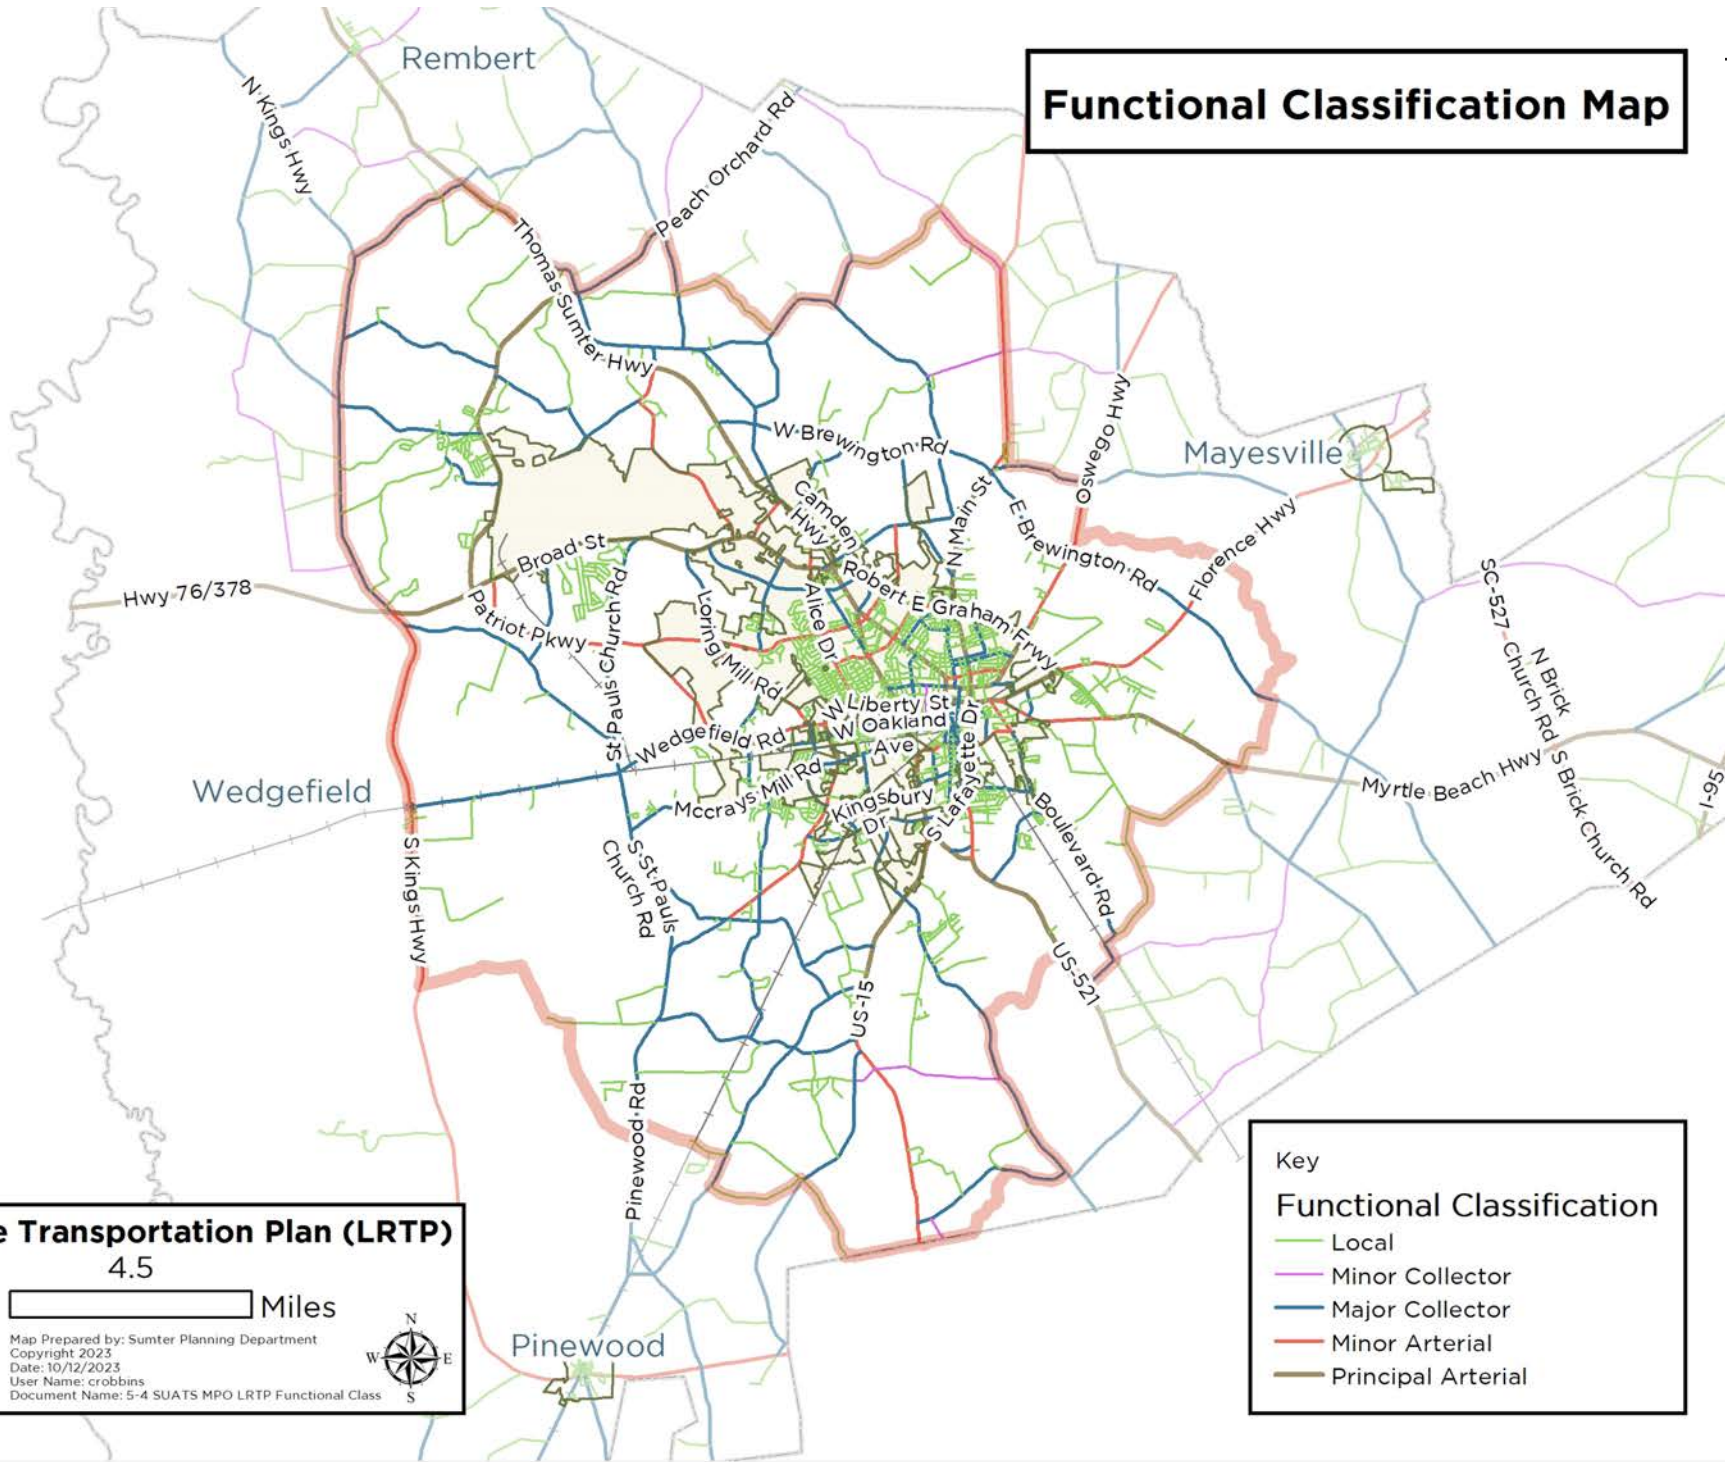 Functional Classification Map
Rembert
N Kings Hwy
Peach Orchard Rd
Thomas Sumter Hwy
W Brewington Rd
Oswego Hwy
Mayesville
Camden
Hwy
N Main St
E Brewington Rd
Florence Hwy
Broad St
Hwy 76/378
Patriot Pkwy
St Pauls Church Rd
Loring Mill Rd
Alice Dr
Robert E Graham Frwy
SC-527 Church Rd
N Brick
Church Rd
S Brick Church Rd
W Liberty St
W Oakland
Ave
Wedgefield Rd
Wedgefield
Mccrays Mill Rd
Kingsbury
Dr
S Lafayette Dr
Myrtle Beach Hwy
I-95
S Kings Hwy
S St Pauls
Church Rd
Boulevard Rd
US-521
US-15
Pinewood Rd
Pinewood
e Transportation Plan (LRTP)
4.5
Miles
Map Prepared by: Sumter Planning Department
Copyright 2023
Date: 10/12/2023
User Name: crobbins
Document Name: 5-4 SUATS MPO LRTP Functional Class
N
W E
S
Key
Functional Classification
Local
Minor Collector
Major Collector
Minor Arterial
Principal Arterial